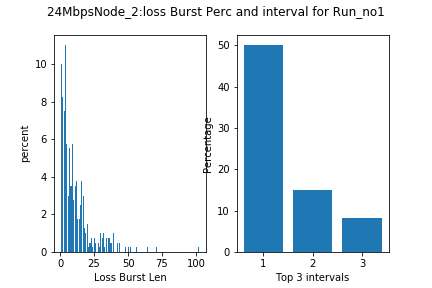 24MbpsNode_2:loss Burst Perc and interval for Run_no1
percent
10
8
6
4
2
0
0 25 50 75 100
Loss Burst Len
Percentage
50
40
30
20
10
0
1 2 3
Top 3 intervals